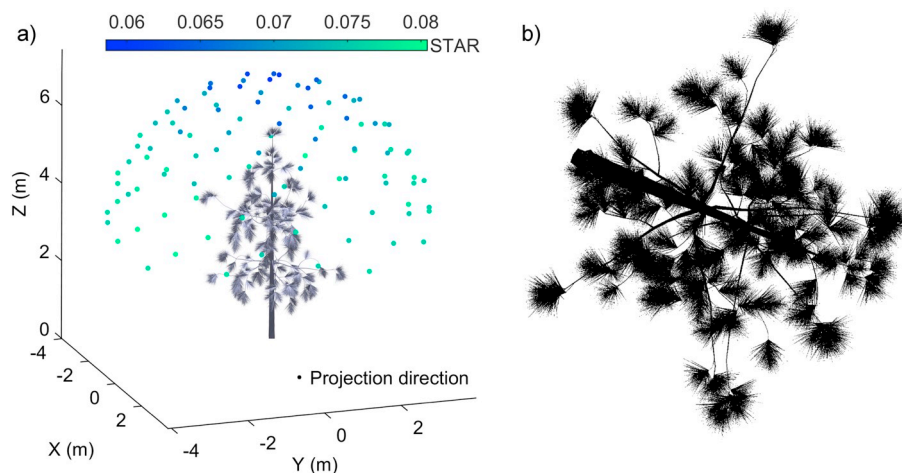 a)
0.06 0.065 0.07 0.075 0.08
STAR
6
4
2
0
Z (m)
-4
-2
0
2
X (m)
-4
-2
0
2
Y (m)
• Projection direction
b)